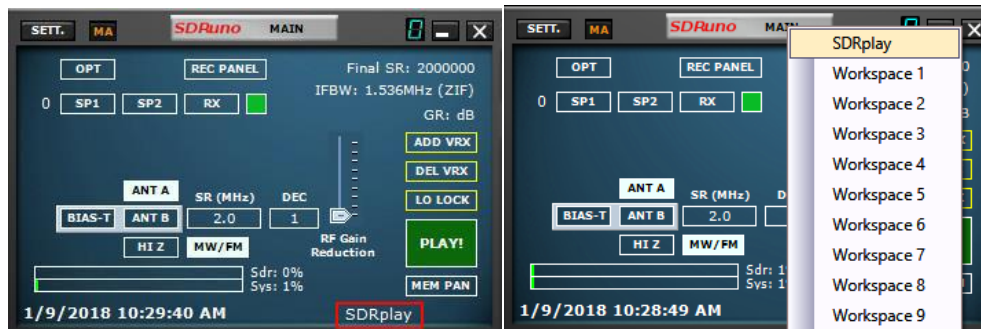 SETT. MA SDRuno MAIN
OPT REC PANEL Final SR: 2000000
IFBW: 1.536MHz (ZIF)
0 SP1 SP2 RX
GR: dB
ADD VRX
DEL VRX
ANT A SR (MHz) DEC LO LOCK
BIAS-T ANT B 2.0 1
HI Z MW/FM RF Gain
Reduction PLAY!
Sdr: 0%
Sys: 1% MEM PAN
1/9/2018 10:29:40 AM SDRplay
SETT. MA SDRuno
OPT REC PANEL
0 SP1 SP2 RX
ANT A SR (MHz)
BIAS-T ANT B 2.0
HI Z MW/FM
1/9/2018 10:28:49 AM
SDRplay
Workspace 1
Workspace 2
Workspace 3
Workspace 4
Workspace 5
Workspace 6
Workspace 7
Workspace 8
Workspace 9